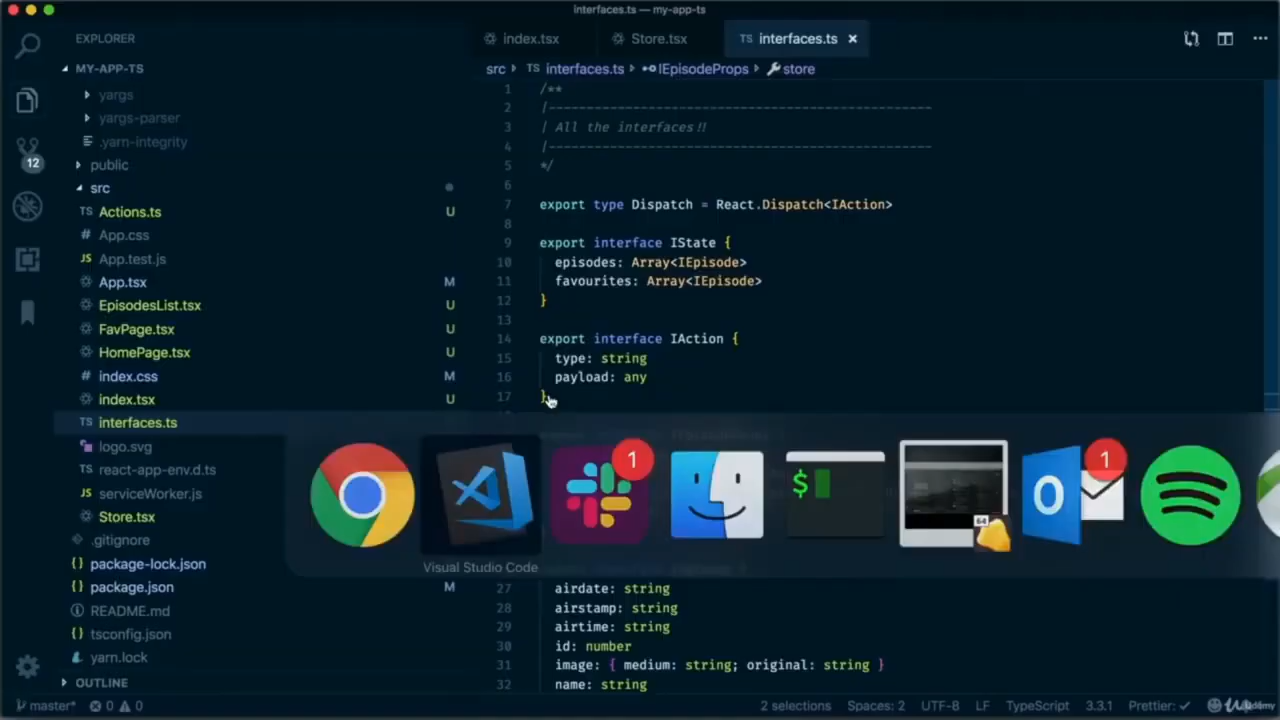 interfaces.ts — my-app-ts
EXPLORER
index.tsx
Store.tsx
TS interfaces.ts ×
MY-APP-TS
src › TS interfaces.ts › IEpisodeProps › store
yargs
yargs-parser
.yarn-integrity
12
public
src
TS Actions.ts U
# App.css
JS App.test.js
App.tsx M
EpisodesList.tsx U
FavPage.tsx U
HomePage.tsx U
# index.css M
index.tsx U
TS interfaces.ts
logo.svg
TS react-app-env.d.ts
JS serviceWorker.js
Store.tsx
.gitignore
{} package-lock.json
{} package.json M
README.md
{} tsconfig.json
yarn.lock
OUTLINE
1 /**
2 |--------------------------------------------------
3 | All the interfaces!!
4 |--------------------------------------------------
5 */
6
7 export type Dispatch = React.Dispatch<IAction>
8
9 export interface IState {
10 episodes: Array<IEpisode>
11 favourites: Array<IEpisode>
12 }
13
14 export interface IAction {
15 type: string
16 payload: any
17 }
1
$
64
1
Visual Studio Code
27 airdate: string
28 airstamp: string
29 airtime: string
30 id: number
31 image: { medium: string; original: string }
32 name: string
master* 0 0
2 selections
Spaces: 2
UTF-8
LF
TypeScript
3.3.1
Prettier: ✓
Udemy